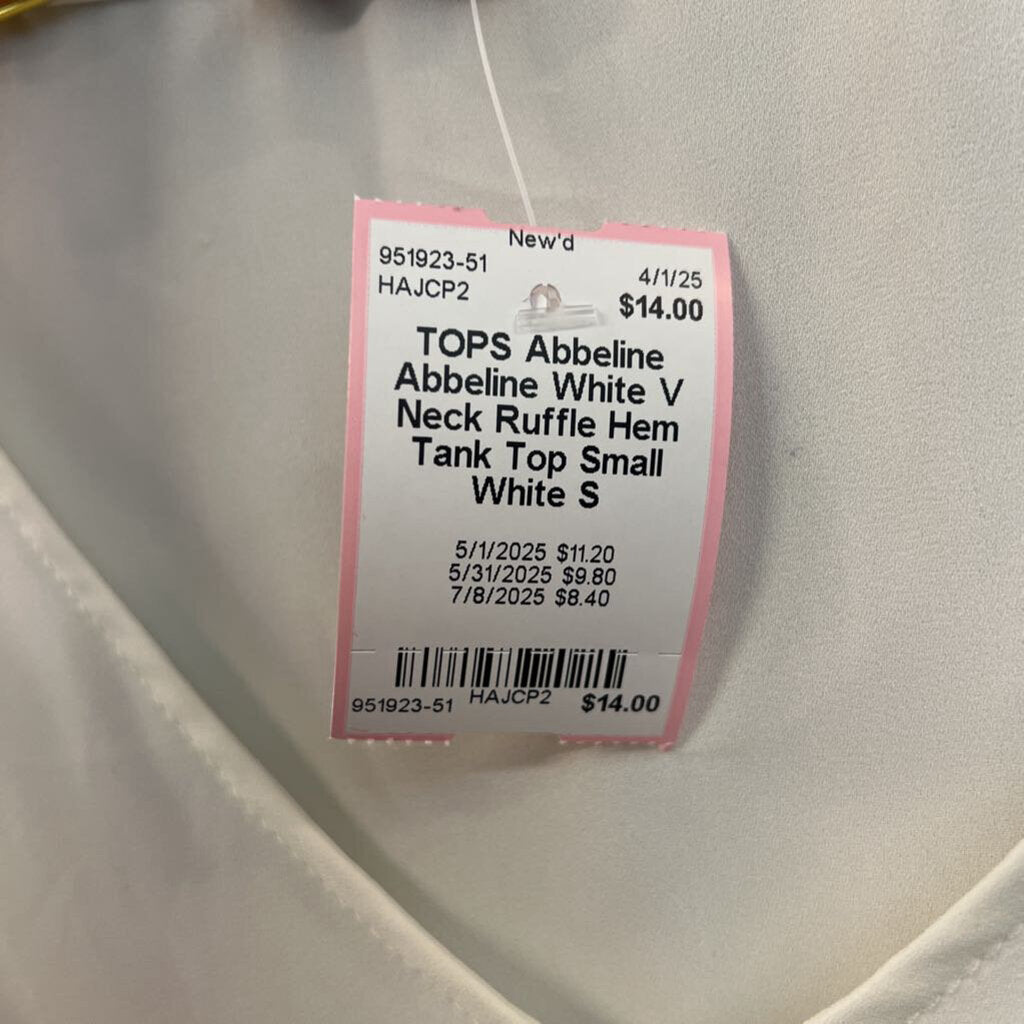 New'd
951923-51
4/1/25
HAJCP2
$14.00
TOPS Abbeline
Abbeline White V
Neck Ruffle Hem
Tank Top Small
White S
5/1/2025 $11.20
5/31/2025 $9.80
7/8/2025 $8.40
951923-51 HAJCP2 $14.00